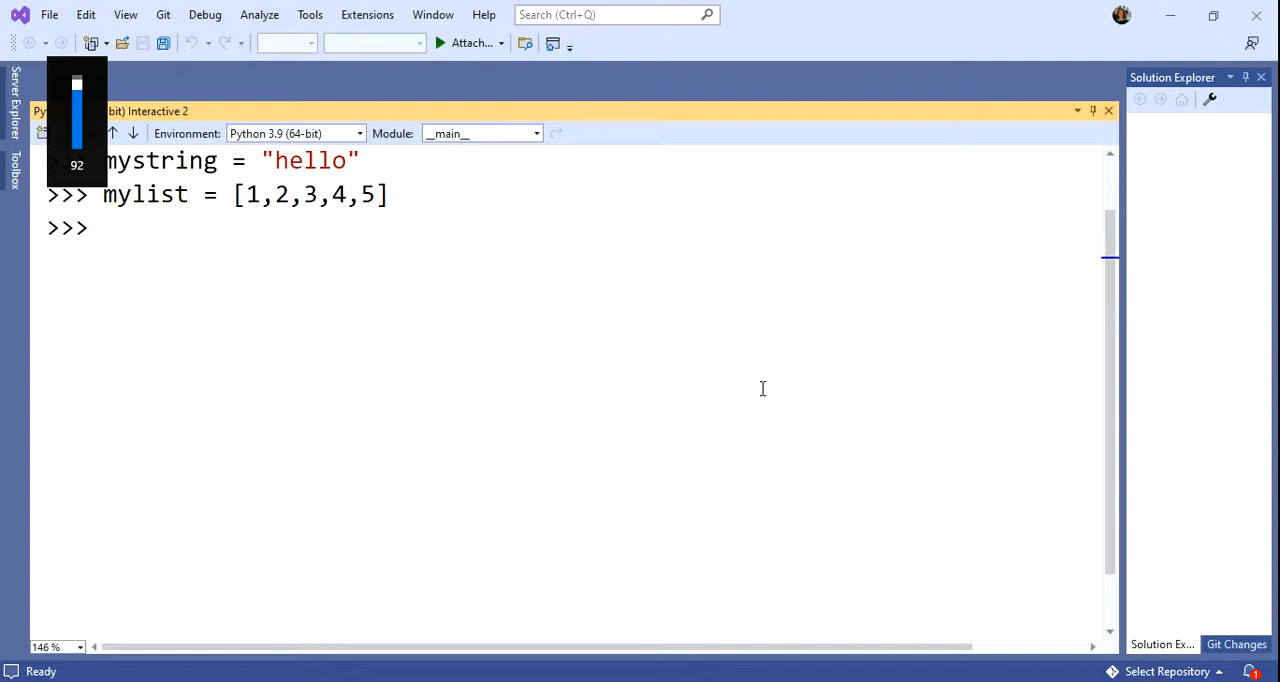 File Edit View Git Debug Analyze Tools Extensions Window Help Search (Ctrl+Q)
Attach...
Server Explorer
Toolbox
92
Py bit) Interactive 2
Environment: Python 3.9 (64-bit) Module: __main__
mystring = "hello"
>>> mylist = [1,2,3,4,5]
>>>
146 %
Solution Explorer
Solution Ex... Git Changes
Ready
Select Repository
1